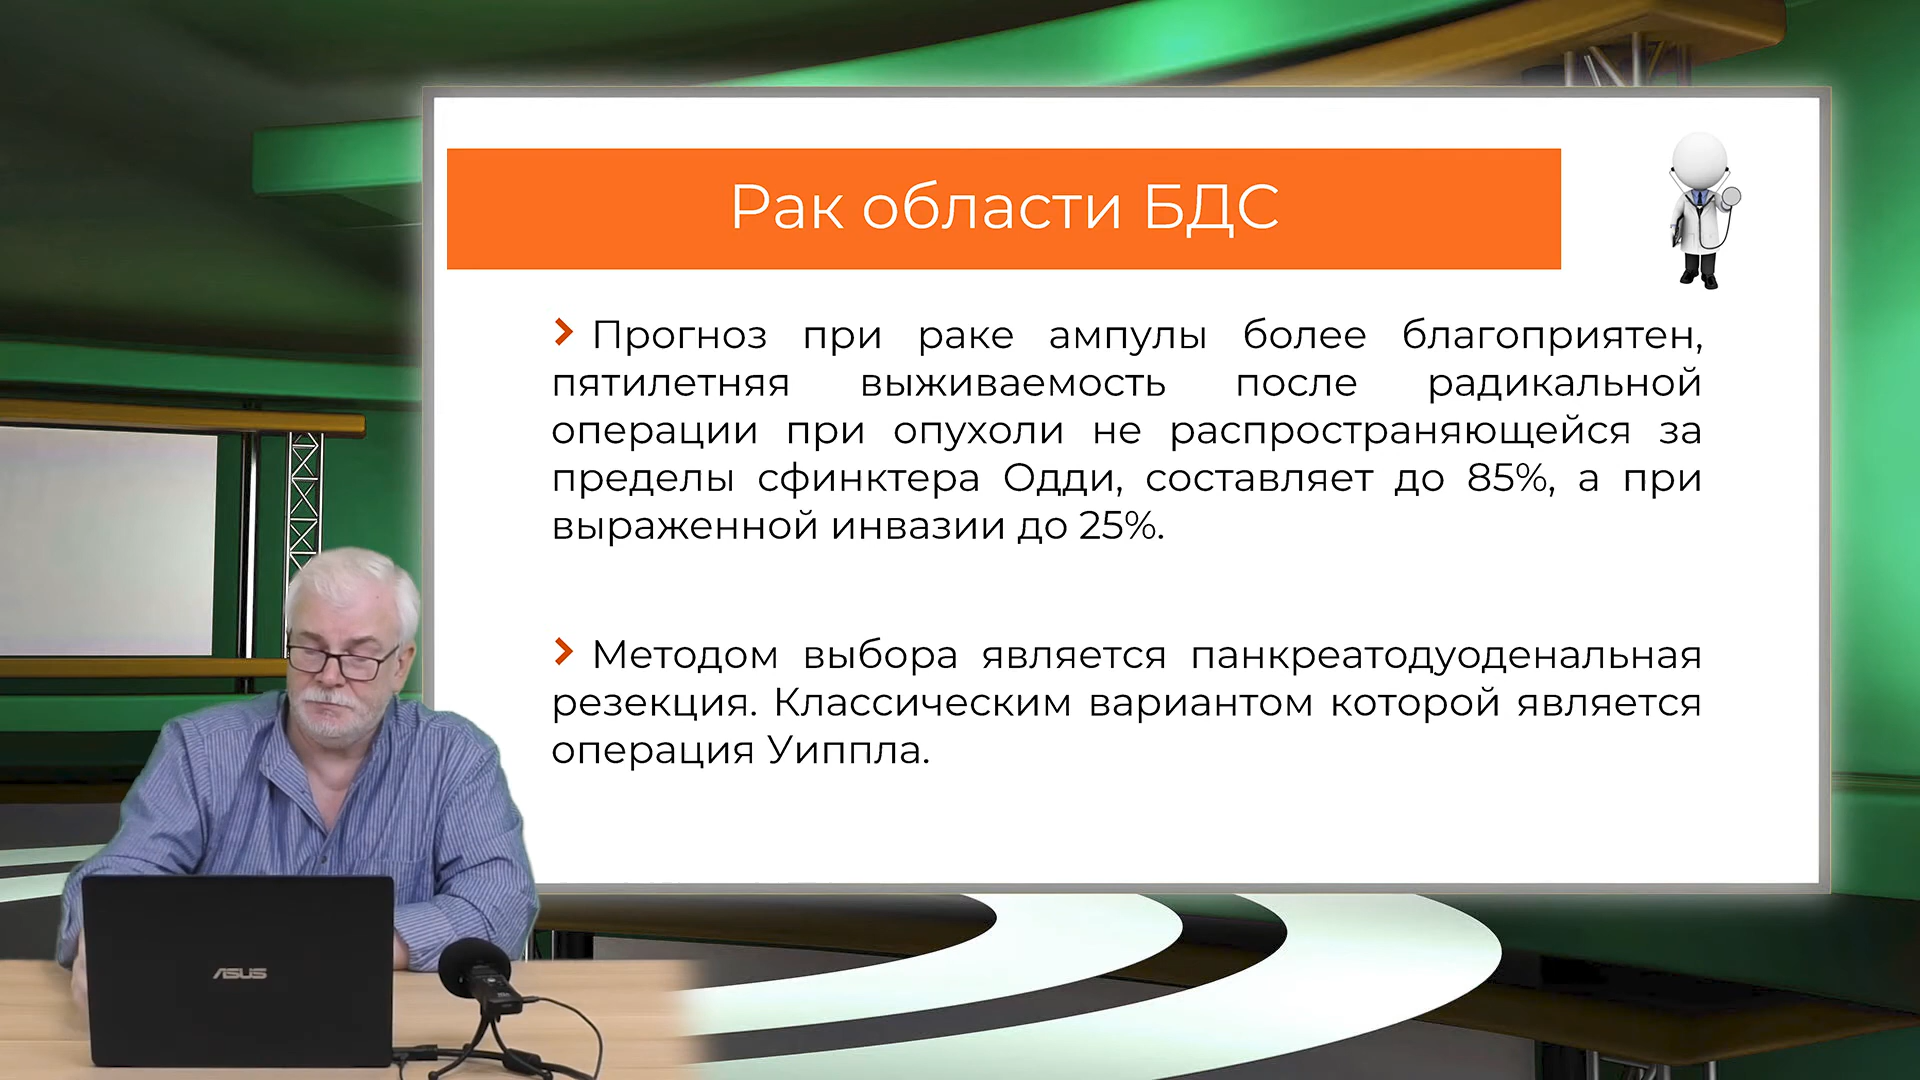 Рак области БДС
Прогноз при раке ампулы более благоприятен,
пятилетняя выживаемость после радикальной
операции при опухоли не распространяющейся за
пределы сфинктера Одди, составляет до 85%, а при
выраженной инвазии до 25%.
Методом выбора является панкреатодуоденальная
резекция. Классическим вариантом которой является
операция Уиппла.
ASUS